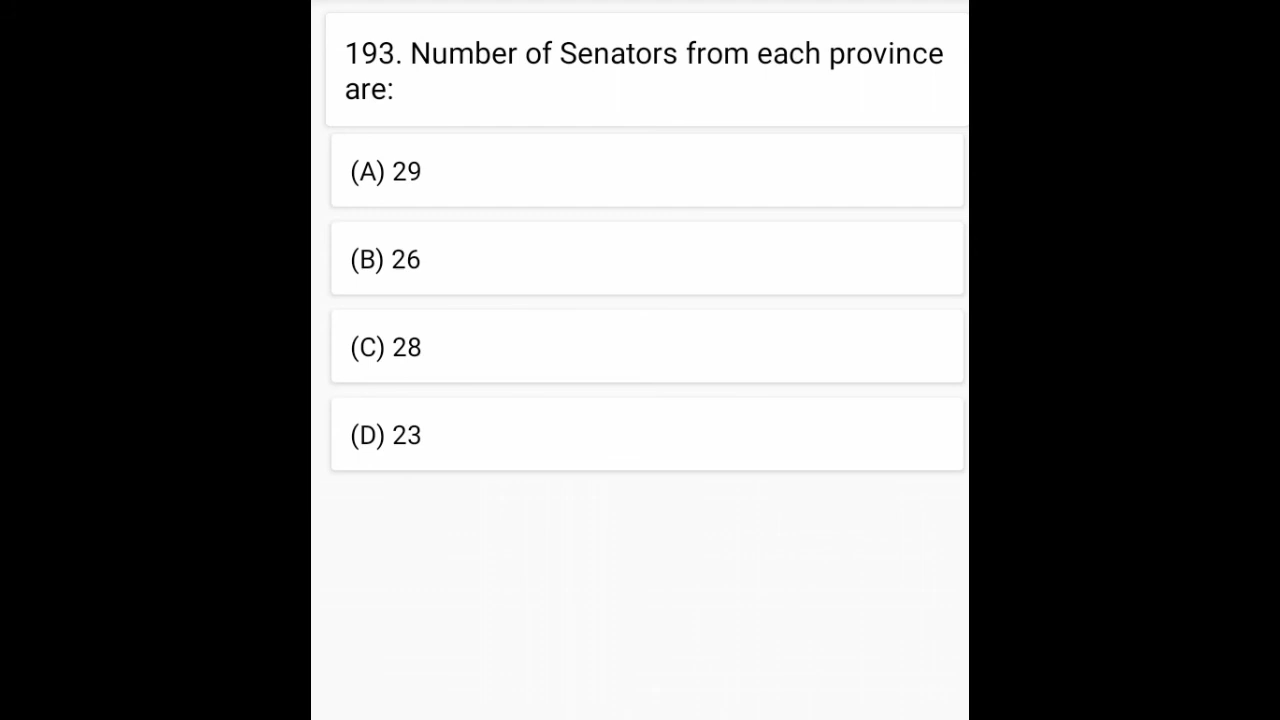 193. Number of Senators from each province
are:
(A) 29
(B) 26
(C) 28
(D) 23